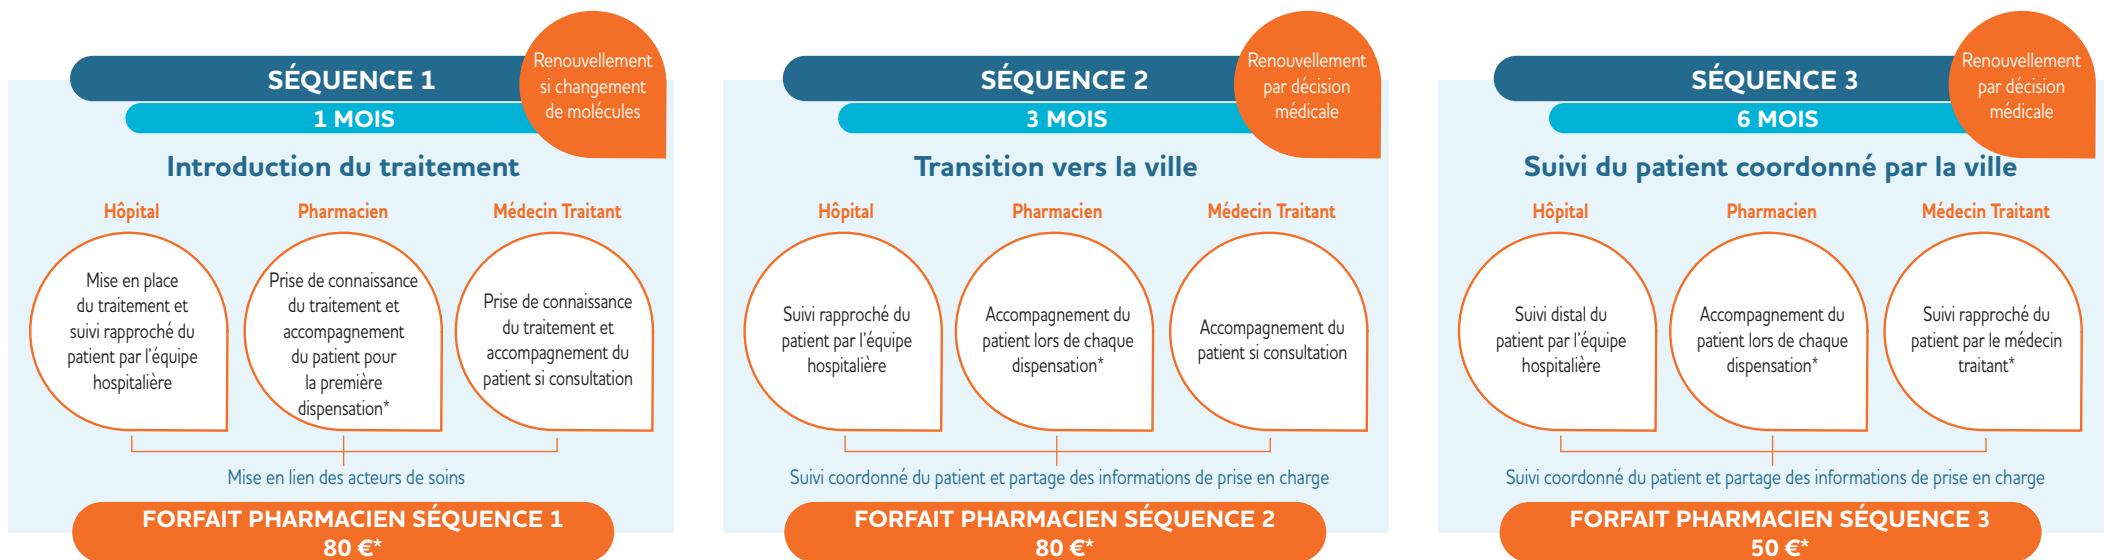 SÉQUENCE 1
1 MOIS
Renouvellement
si changement
de molécules
Introduction du traitement
Hôpital
Mise en place
du traitement et
suivi rapproché du
patient par l'équipe
hospitalière
Pharmacien
Prise de connaissance
du traitement et
accompagnement
du patient pour
la première
dispensation*
Médecin Traitant
Prise de connaissance
du traitement et
accompagnement du
patient si consultation
Mise en lien des acteurs de soins
FORFAIT PHARMACIEN SÉQUENCE 1
80 €*
SÉQUENCE 2
3 MOIS
Renouvellement
par décision
médicale
Transition vers la ville
Hôpital
Suivi rapproché du
patient par l'équipe
hospitalière
Pharmacien
Accompagnement du
patient lors de chaque
dispensation*
Médecin Traitant
Accompagnement du
patient si consultation
Suivi coordonné du patient et partage des informations de prise en charge
FORFAIT PHARMACIEN SÉQUENCE 2
80 €*
SÉQUENCE 3
6 MOIS
Renouvellement
par décision
médicale
Suivi du patient coordonné par la ville
Hôpital
Suivi distal du
patient par l'équipe
hospitalière
Pharmacien
Accompagnement du
patient lors de chaque
dispensation*
Médecin Traitant
Suivi rapproché du
patient par le médecin
traitant*
Suivi coordonné du patient et partage des informations de prise en charge
FORFAIT PHARMACIEN SÉQUENCE 3
50 €*